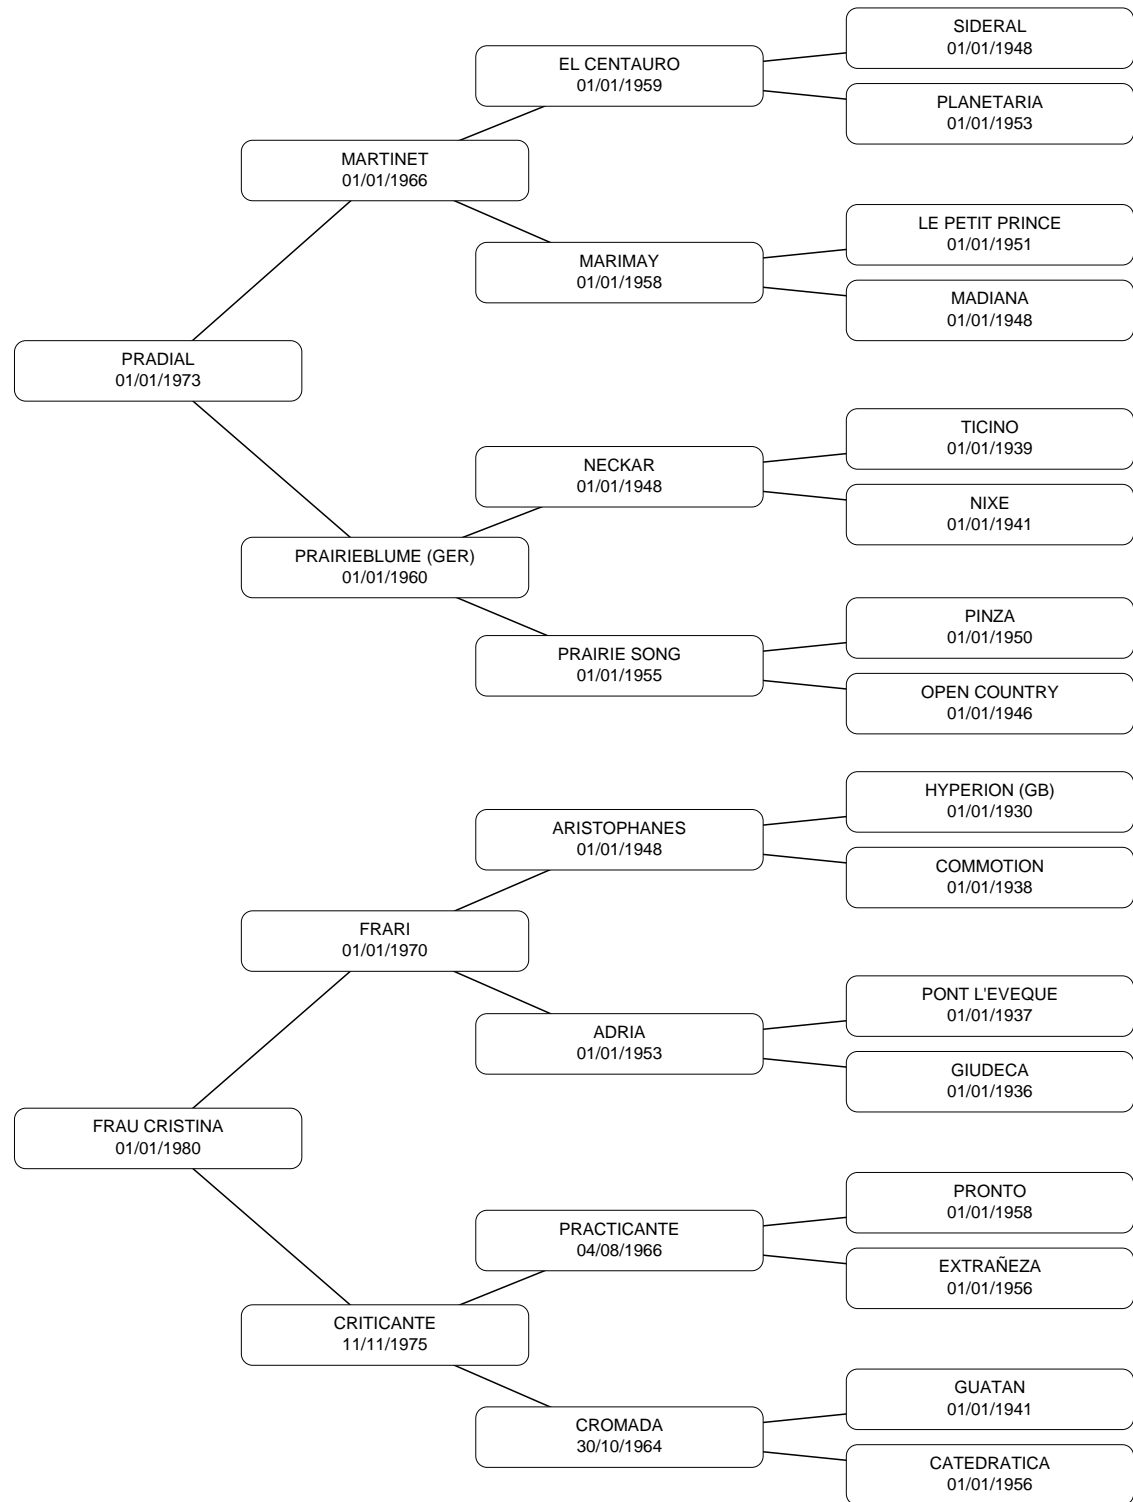 SIDERAL
01/01/1948
EL CENTAURO
01/01/1959
PLANETARIA
01/01/1953
MARTINET
01/01/1966
LE PETIT PRINCE
01/01/1951
MARIMAY
01/01/1958
MADIANA
01/01/1948
PRADIAL
01/01/1973
TICINO
01/01/1939
NECKAR
01/01/1948
NIXE
01/01/1941
PRAIRIEBLUME (GER)
01/01/1960
PINZA
01/01/1950
PRAIRIE SONG
01/01/1955
OPEN COUNTRY
01/01/1946
HYPERION (GB)
01/01/1930
ARISTOPHANES
01/01/1948
COMMOTION
01/01/1938
FRARI
01/01/1970
PONT L'EVEQUE
01/01/1937
ADRIA
01/01/1953
GIUDECA
01/01/1936
FRAU CRISTINA
01/01/1980
PRONTO
01/01/1958
PRACTICANTE
04/08/1966
EXTRAÑEZA
01/01/1956
CRITICANTE
11/11/1975
GUATAN
01/01/1941
CROMADA
30/10/1964
CATEDRATICA
01/01/1956